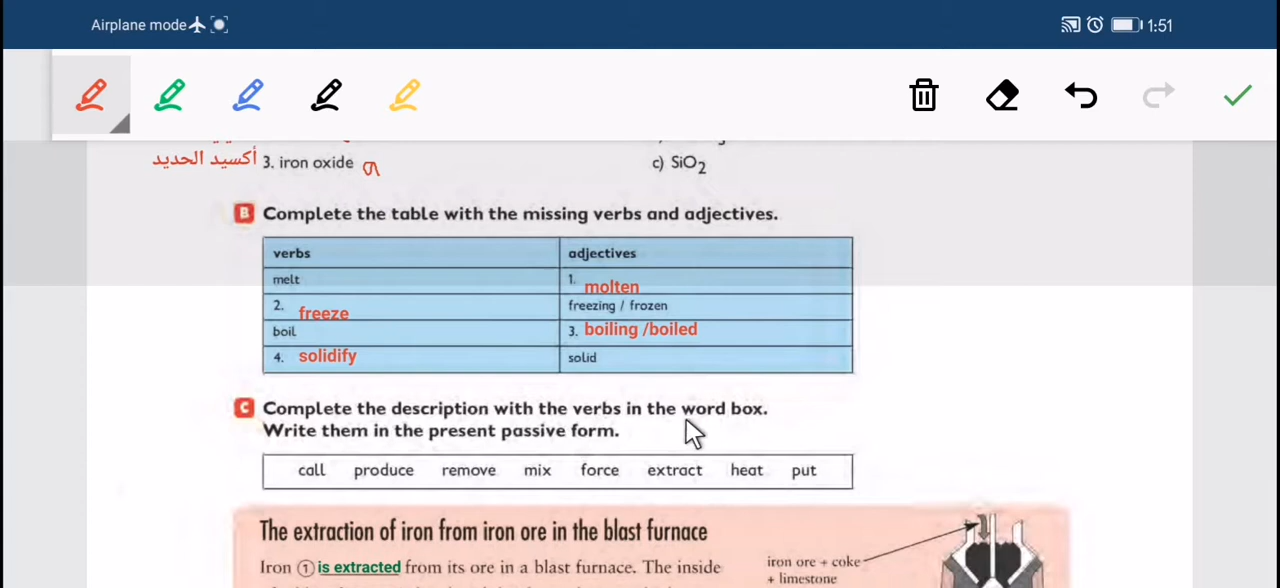 Airplane mode 1:51
أكسيد الحديد 3. iron oxide a
c) SiO2
B Complete the table with the missing verbs and adjectives.
verbs adjectives
melt 1. molten
2. freeze freezing / frozen
boil 3. boiling /boiled
4. solidify solid
C Complete the description with the verbs in the word box.
Write them in the present passive form.
call produce remove mix force extract heat put
The extraction of iron from iron ore in the blast furnace
Iron ① is extracted from its ore in a blast furnace. The inside
iron ore + coke
+ limestone